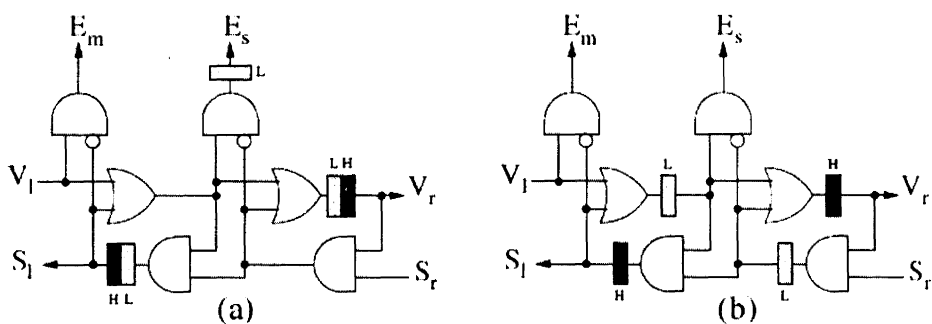 E_m E_s E_m E_s
L
L H L H
V_l V_r V_l V_r
S_l S_r S_l S_r
H L H L
(a) (b)